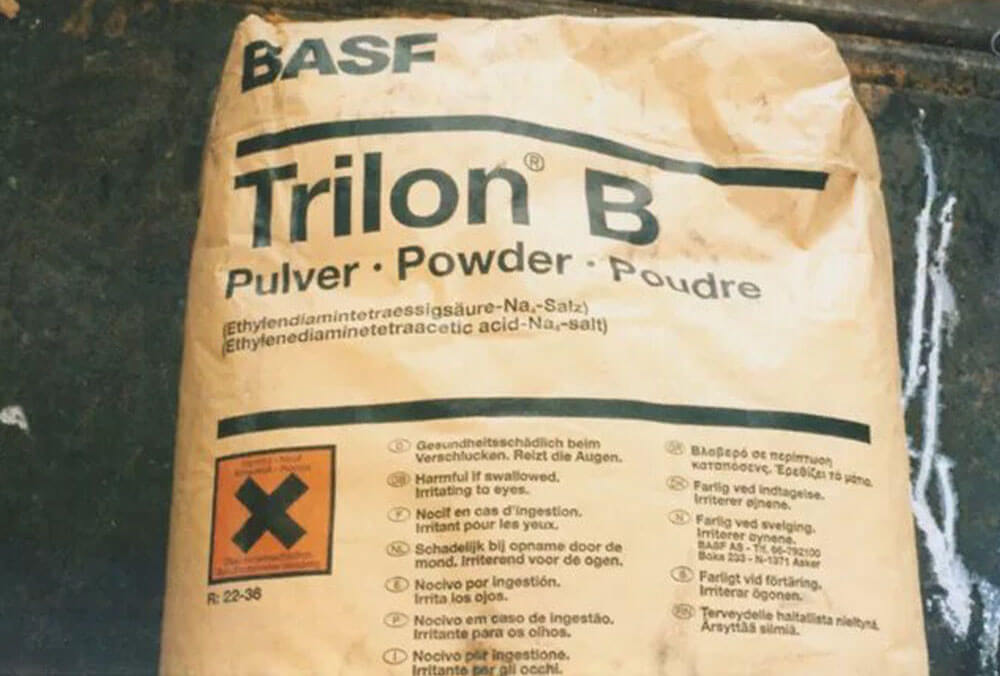 BASF
Trilon® B
Pulver · Powder · Poudre
(Ethylendiamintetraessigsäure-Na₄-Salz)
(Ethylenediaminetetraacetic acid-Na₄-salt)
R: 22-36
D Gesundheitsschädlich beim
Verschlucken. Reizt die Augen.
GB Harmful if swallowed.
Irritating to eyes.
F Nocif en cas d'ingestion.
Irritant pour les yeux.
NL Schadelijk bij opname door de
mond. Irriterend voor de ogen.
E Nocivo por ingestión.
Irrita los ojos.
P Nocivo em caso de ingestão.
Irritante para os olhos.
I Nocivo per ingestione.
Irritante per gli occhi.
GR Βλαβερό σε περίπτωση
καταπόσεως. Ἐρεθίζει τὸ μάτια.
DK Farlig ved indtagelse.
Irriterer øjnene.
N Farlig ved svelging.
Irriterer øynene.
BASF AS - Tlf. 66-792100
Boks 233 - N-1371 Asker
S Farligt vid förtäring.
Irriterar ögonen.
Terveydelle haitallista nieltynä.
Ärsyttää silmiä.